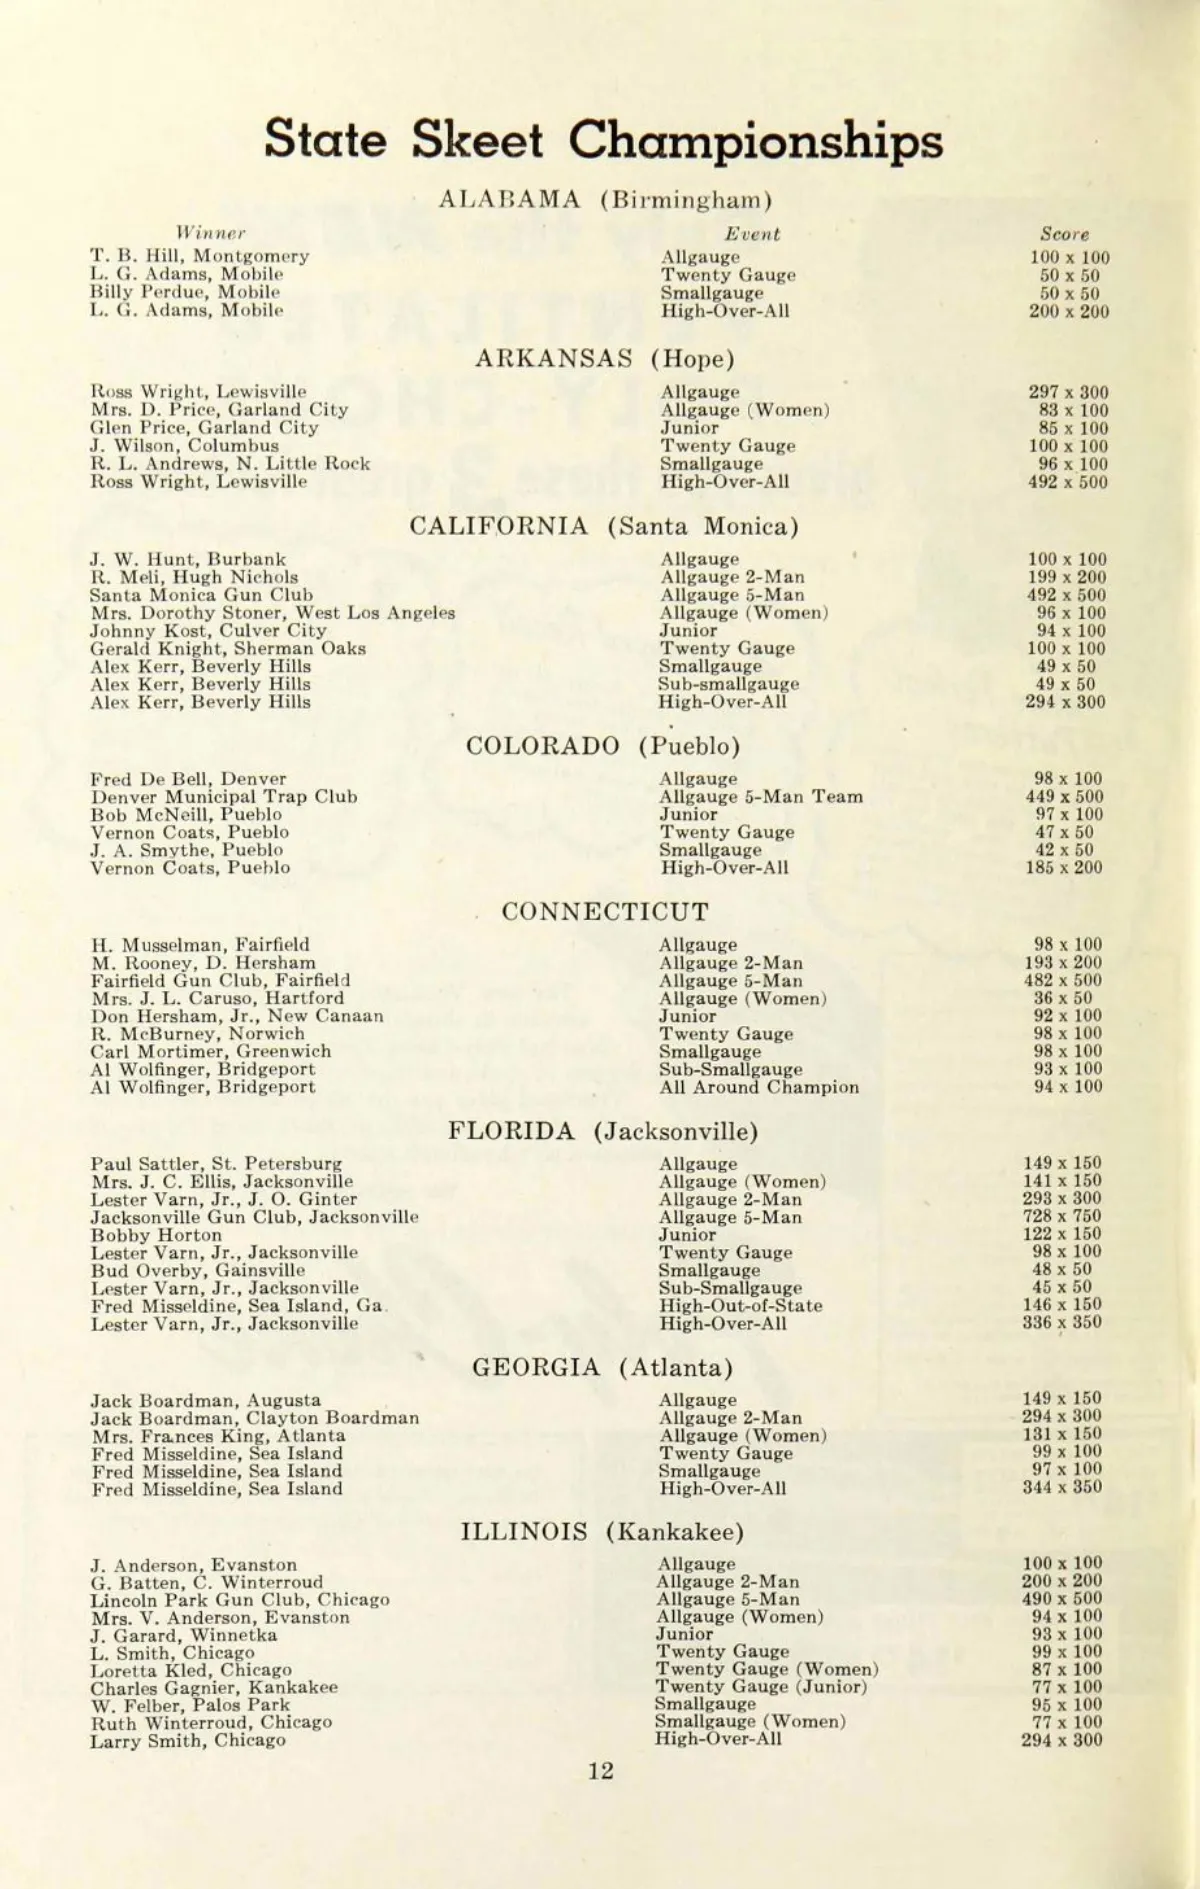 State Skeet Championships
ALABAMA (Birmingham)
Winner Event Score
T. B. Hill, Montgomery Allgauge 100 x 100
L. G. Adams, Mobile Twenty Gauge 50 x 50
Billy Perdue, Mobile Smallgauge 50 x 50
L. G. Adams, Mobile High-Over-All 200 x 200
ARKANSAS (Hope)
Ross Wright, Lewisville Allgauge 297 x 300
Mrs. D. Price, Garland City Allgauge (Women) 83 x 100
Glen Price, Garland City Junior 85 x 100
J. Wilson, Columbus Twenty Gauge 100 x 100
R. L. Andrews, N. Little Rock Smallgauge 96 x 100
Ross Wright, Lewisville High-Over-All 492 x 500
CALIFORNIA (Santa Monica)
J. W. Hunt, Burbank Allgauge 100 x 100
R. Meli, Hugh Nichols Allgauge 2-Man 199 x 200
Santa Monica Gun Club Allgauge 5-Man 492 x 500
Mrs. Dorothy Stoner, West Los Angeles Allgauge (Women) 96 x 100
Johnny Kost, Culver City Junior 94 x 100
Gerald Knight, Sherman Oaks Twenty Gauge 100 x 100
Alex Kerr, Beverly Hills Smallgauge 49 x 50
Alex Kerr, Beverly Hills Sub-smallgauge 49 x 50
Alex Kerr, Beverly Hills High-Over-All 294 x 300
COLORADO (Pueblo)
Fred De Bell, Denver Allgauge 98 x 100
Denver Municipal Trap Club Allgauge 5-Man Team 449 x 500
Bob McNeill, Pueblo Junior 97 x 100
Vernon Coats, Pueblo Twenty Gauge 47 x 50
J. A. Smythe, Pueblo Smallgauge 42 x 50
Vernon Coats, Pueblo High-Over-All 185 x 200
CONNECTICUT
H. Musselman, Fairfield Allgauge 98 x 100
M. Rooney, D. Hersham Allgauge 2-Man 193 x 200
Fairfield Gun Club, Fairfield Allgauge 5-Man 482 x 500
Mrs. J. L. Caruso, Hartford Allgauge (Women) 36 x 50
Don Hersham, Jr., New Canaan Junior 92 x 100
R. McBurney, Norwich Twenty Gauge 98 x 100
Carl Mortimer, Greenwich Smallgauge 98 x 100
Al Wolfinger, Bridgeport Sub-Smallgauge 93 x 100
Al Wolfinger, Bridgeport All Around Champion 94 x 100
FLORIDA (Jacksonville)
Paul Sattler, St. Petersburg Allgauge 149 x 150
Mrs. J. C. Ellis, Jacksonville Allgauge (Women) 141 x 150
Lester Varn, Jr., J. O. Ginter Allgauge 2-Man 293 x 300
Jacksonville Gun Club, Jacksonville Allgauge 5-Man 728 x 750
Bobby Horton Junior 122 x 150
Lester Varn, Jr., Jacksonville Twenty Gauge 98 x 100
Bud Overby, Gainsville Smallgauge 48 x 50
Lester Varn, Jr., Jacksonville Sub-Smallgauge 45 x 50
Fred Misseldine, Sea Island, Ga. High-Out-of-State 146 x 150
Lester Varn, Jr., Jacksonville High-Over-All 336 x 350
GEORGIA (Atlanta)
Jack Boardman, Augusta Allgauge 149 x 150
Jack Boardman, Clayton Boardman Allgauge 2-Man 294 x 300
Mrs. Frances King, Atlanta Allgauge (Women) 131 x 150
Fred Misseldine, Sea Island Twenty Gauge 99 x 100
Fred Misseldine, Sea Island Smallgauge 97 x 100
Fred Misseldine, Sea Island High-Over-All 344 x 350
ILLINOIS (Kankakee)
J. Anderson, Evanston Allgauge 100 x 100
G. Batten, C. Winterroud Allgauge 2-Man 200 x 200
Lincoln Park Gun Club, Chicago Allgauge 5-Man 490 x 500
Mrs. V. Anderson, Evanston Allgauge (Women) 94 x 100
J. Garard, Winnetka Junior 93 x 100
L. Smith, Chicago Twenty Gauge 99 x 100
Loretta Kled, Chicago Twenty Gauge (Women) 87 x 100
Charles Gagnier, Kankakee Twenty Gauge (Junior) 77 x 100
W. Felber, Palos Park Smallgauge 95 x 100
Ruth Winterroud, Chicago Smallgauge (Women) 77 x 100
Larry Smith, Chicago High-Over-All 294 x 300
12